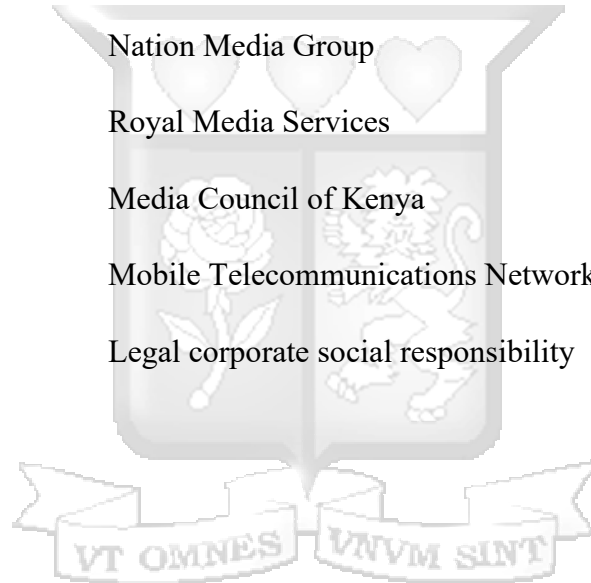 Nation Media Group
Royal Media Services
Media Council of Kenya
Mobile Telecommunications Network
Legal corporate social responsibility
VT OMNES VNVM SINT